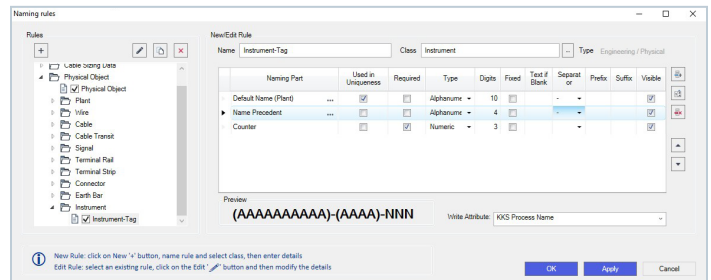 Naming rules
Rules
Cable Sizing Data
Physical Object
Physical Object
Plant
Wire
Cable
Cable Transit
Signal
Terminal Rail
Terminal Strip
Connector
Earth Bar
Instrument
Instrument-Tag
New/Edit Rule
Name Instrument-Tag Class Instrument ... Type Engineering / Physical
Naming Part Used in Uniqueness Required Type Digits Fixed Text if Blank Separat or Prefix Suffix Visible
Default Name (Plant) ... Alphanume 10 -
Name Precedent ... Alphanume 4 -
Counter Numeric 3
Preview
(AAAAAAAAAA)-(AAAA)-NNN
Write Attribute: KKS Process Name
New Rule: click on New '+' button, name rule and select class, then enter details
Edit Rule: select an existing rule, click on the Edit ' ' button and then modify the details
OK Apply Cancel